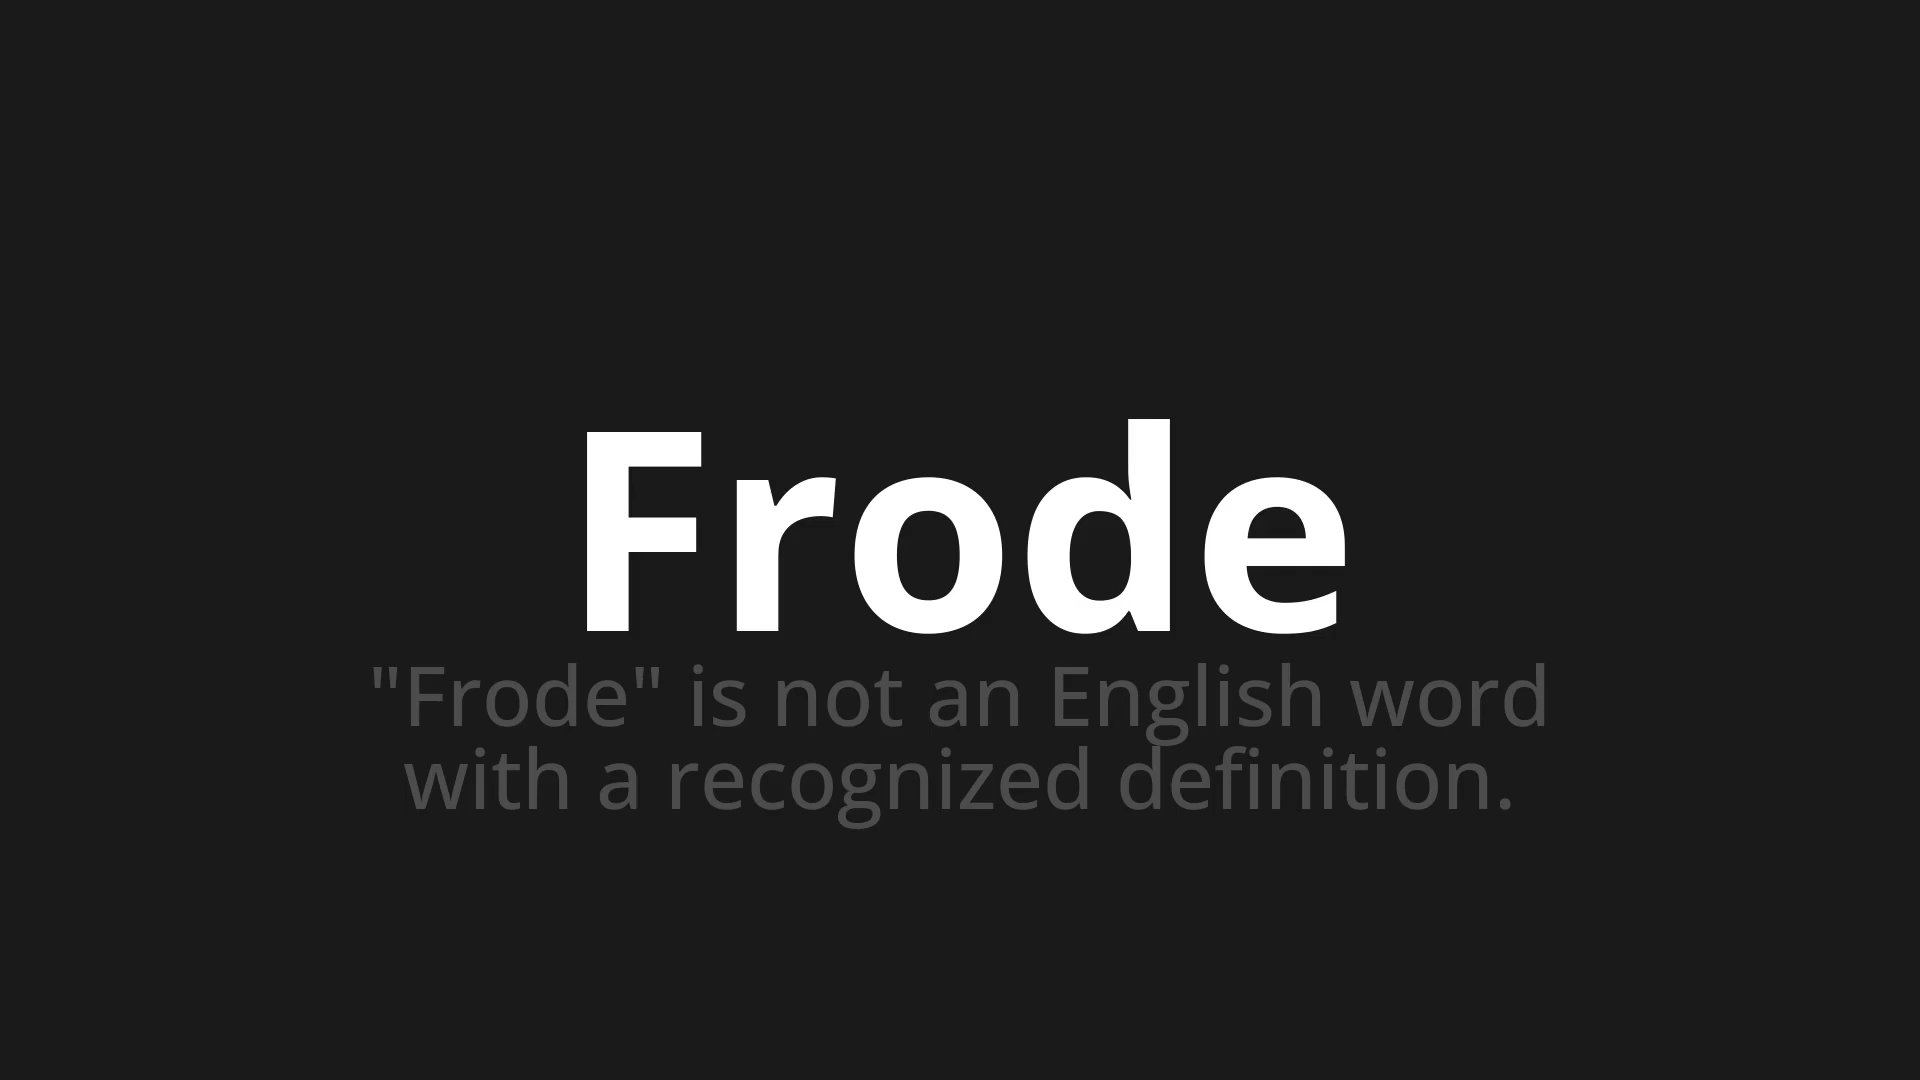 Frode
"Frode" is not an English word
with a recognized definition.